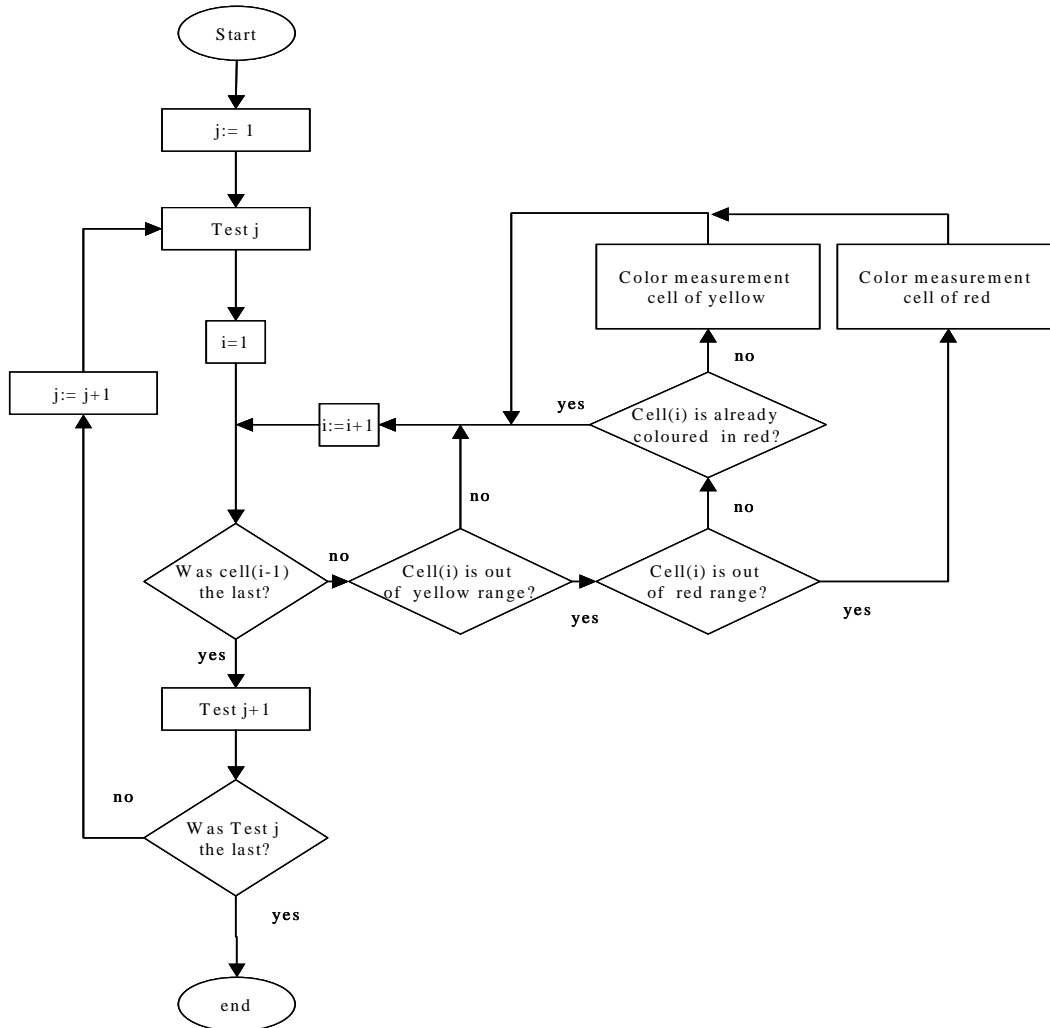 Start
j:= 1
Test j
i=1
j:= j+1
i:=i+1
Color measurement
cell of yellow
Color measurement
cell of red
no
yes
Cell(i) is already
coloured in red?
no
no
Was cell(i-1)
the last?
no
Cell(i) is out
of yellow range?
yes
Cell(i) is out
of red range?
yes
yes
Test j+1
no
Was Test j
the last?
yes
end